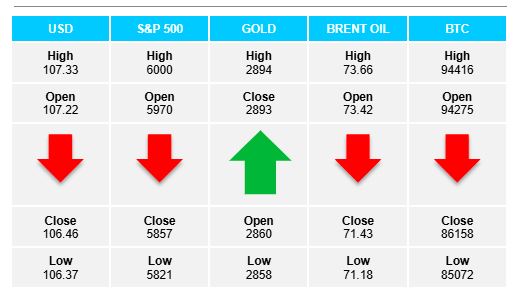 USD S&P 500 GOLD BRENT OIL BTC
High High High High High
107.33 6000 2894 73.66 94416
Open Open Close Open Open
107.22 5970 2893 73.42 94275
Close Close Open Close Close
106.46 5857 2860 71.43 86158
Low Low Low Low Low
106.37 5821 2858 71.18 85072